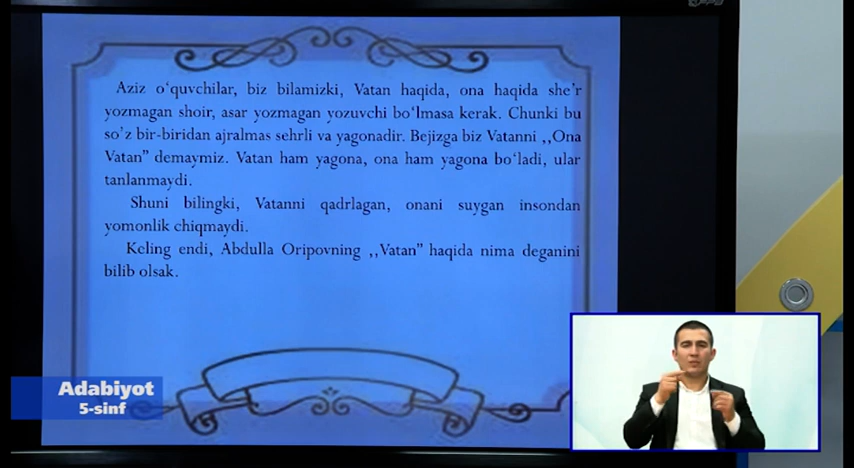 Aziz o‘quvchilar, biz bilamizki, Vatan haqida, ona haqida she’r
yozmagan shoir, asar yozmagan yozuvchi bo‘lmasa kerak. Chunki bu
so’z bir-biridan ajralmas sehrli va yagonadir. Bejizga biz Vatanni ,,Ona
Vatan” demaymiz. Vatan ham yagona, ona ham yagona bo‘ladi, ular
tanlanmaydi.
Shuni bilingki, Vatanni qadrlagan, onani suygan insondan
yomonlik chiqmaydi.
Keling endi, Abdulla Oripovning ,,Vatan” haqida nima deganini
bilib olsak.
Adabiyot
5-sinf